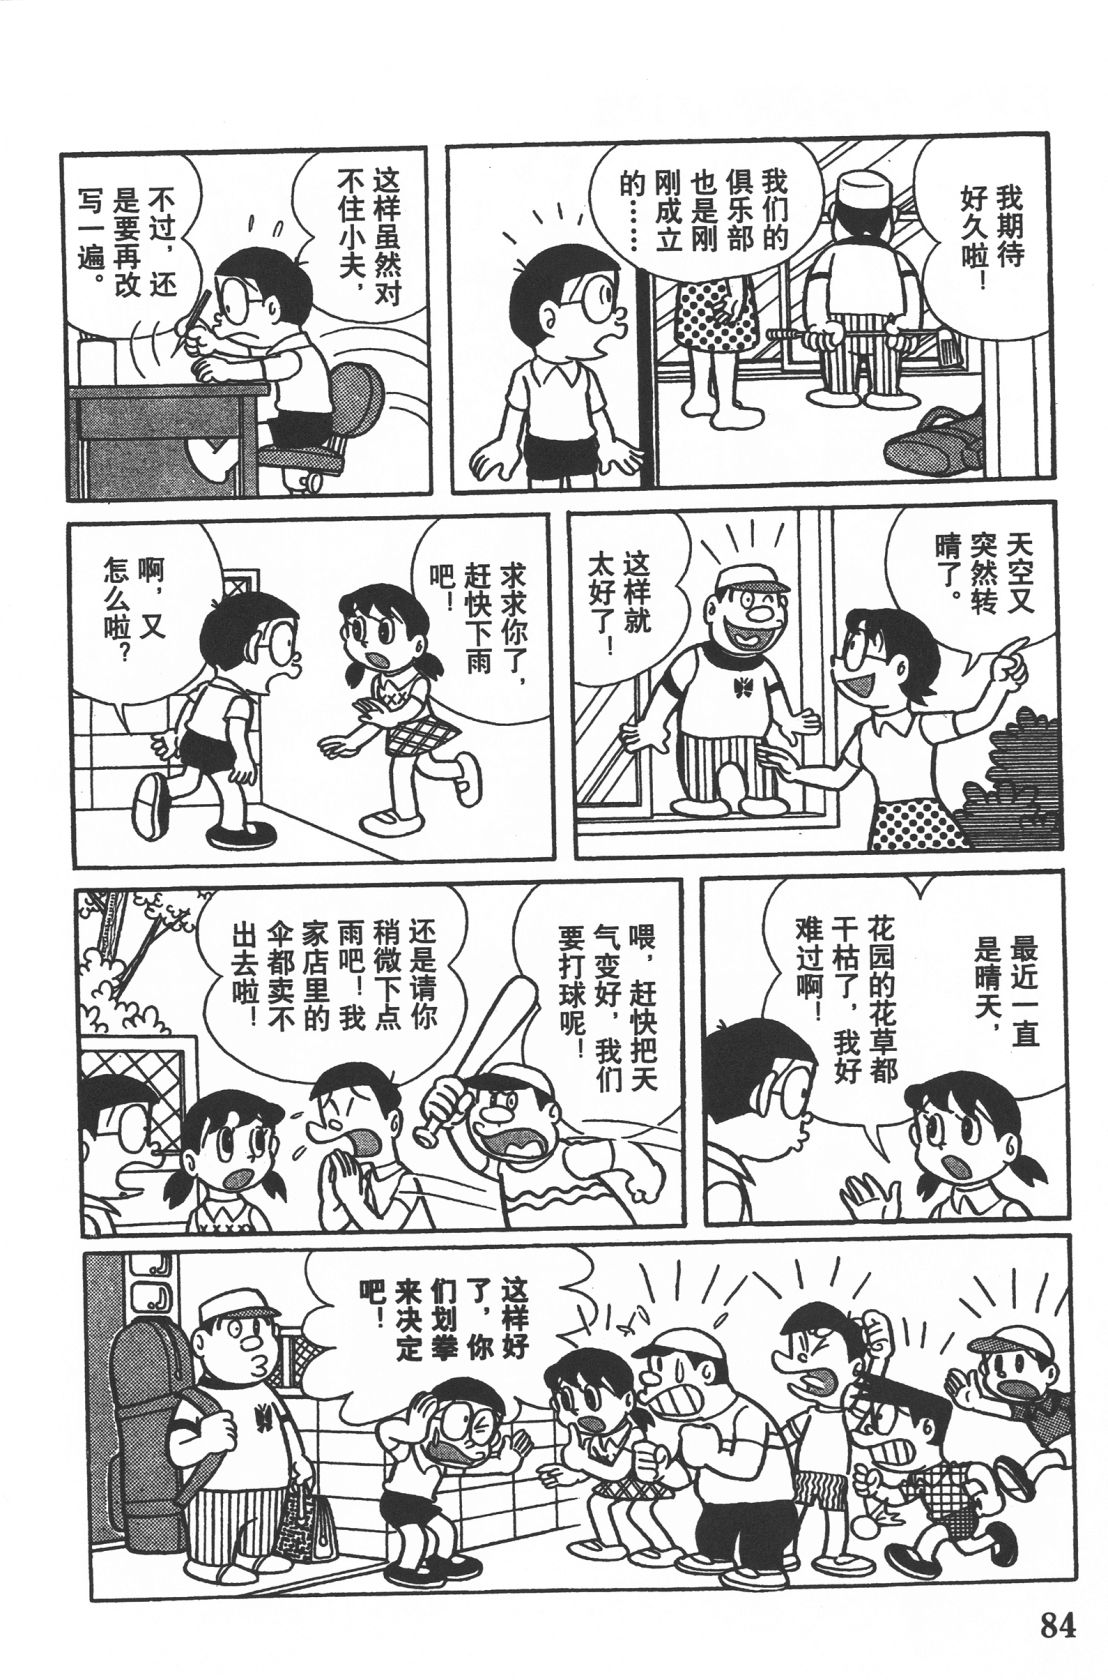 我期待
好久啦！
我们的
俱乐部
也是刚
刚成立
的……
这样虽然对
不住小夫，
不过，还
是要再改
写一遍。
天空又
突然转
晴了。
这样就
太好了！
求求你了，
赶快下雨
吧！
啊，又
怎么啦？
最近一直
是晴天，
花园的花草都
干枯了，我好
难过啊！
喂，赶快把天
气变好，我们
要打球呢！
还是请你
稍微下点
雨吧！我
家店里的
伞都卖不
出去啦！
这样好
了，你
们划拳
来决定
吧！
84